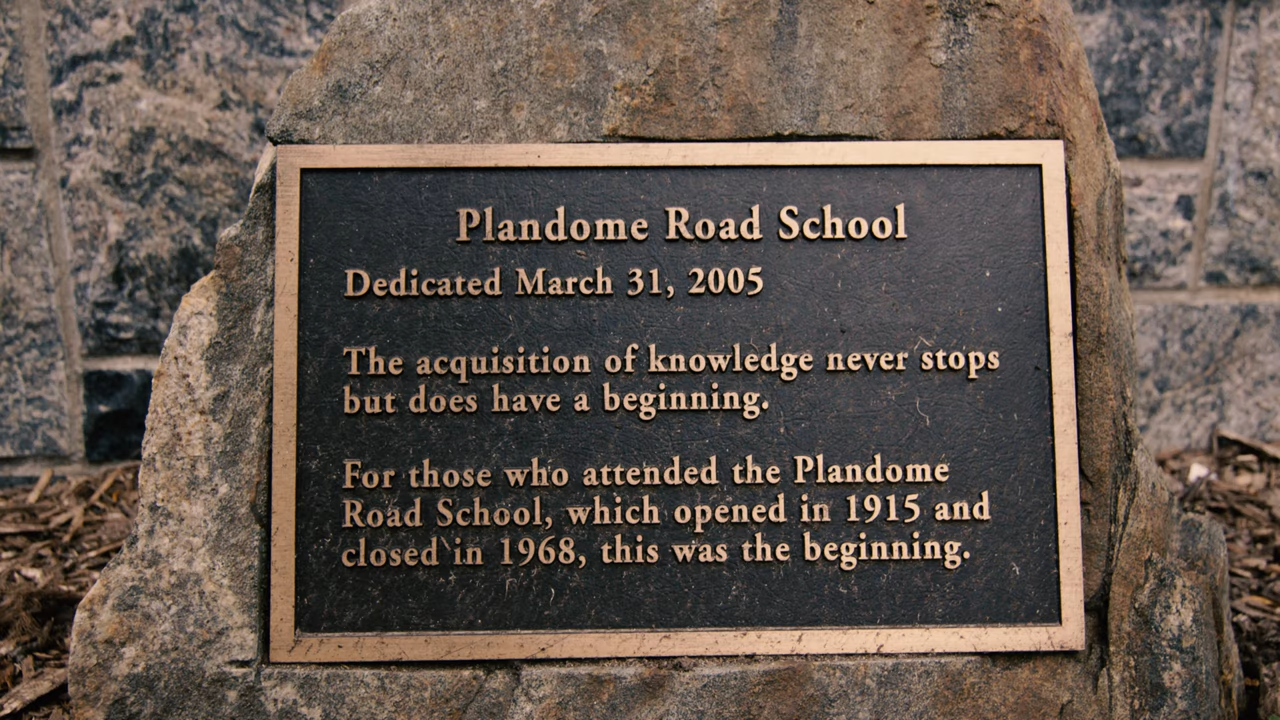 Plandome Road School
Dedicated March 31, 2005
The acquisition of knowledge never stops
but does have a beginning.
For those who attended the Plandome
Road School, which opened in 1915 and
closed in 1968, this was the beginning.